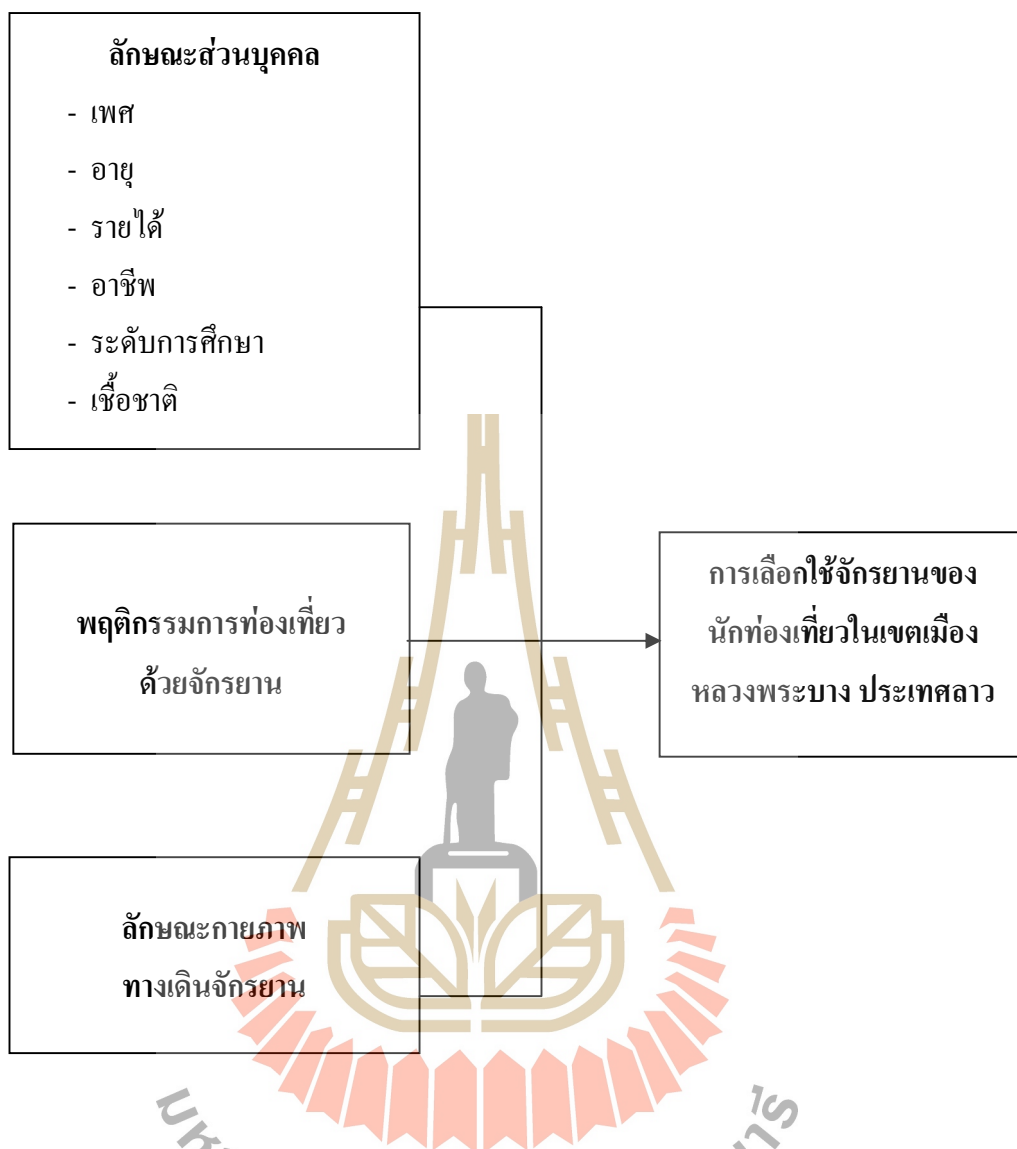 ลักษณะส่วนบุคคล
- เพศ
- อายุ
- รายได้
- อาชีพ
- ระดับการศึกษา
- เชื้อชาติ
พฤติกรรมการท่องเที่ยว
ด้วยจักรยาน
การเลือกใช้จักรยานของ
นักท่องเที่ยวในเขตเมือง
หลวงพระบาง ประเทศลาว
ลักษณะกายภาพ
ทางเดินจักรยาน